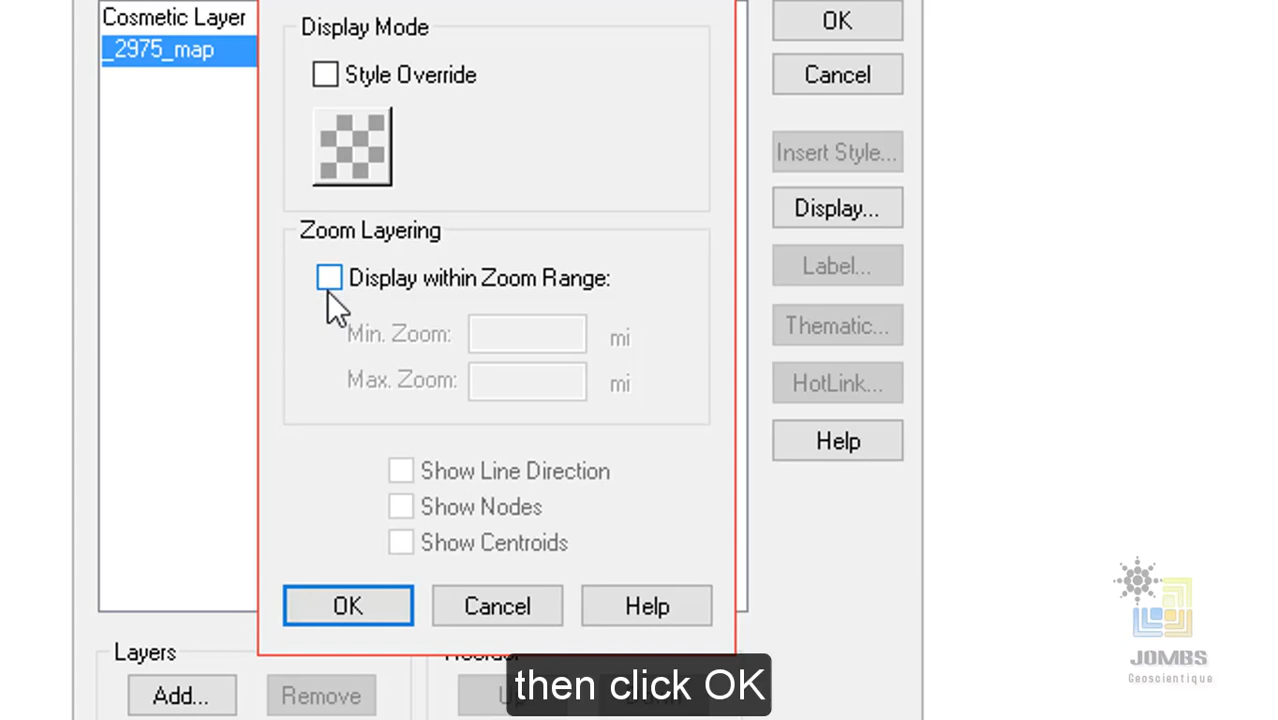 Cosmetic Layer
_2975_map
Display Mode
Style Override
Zoom Layering
Display within Zoom Range:
Min. Zoom:
mi
Max. Zoom:
mi
Show Line Direction
Show Nodes
Show Centroids
OK
Cancel
Help
OK
Cancel
Insert Style...
Display...
Label...
Thematic...
HotLink...
Help
Layers
Add...
Remove
then click OK
JOMBS
Geoscientique